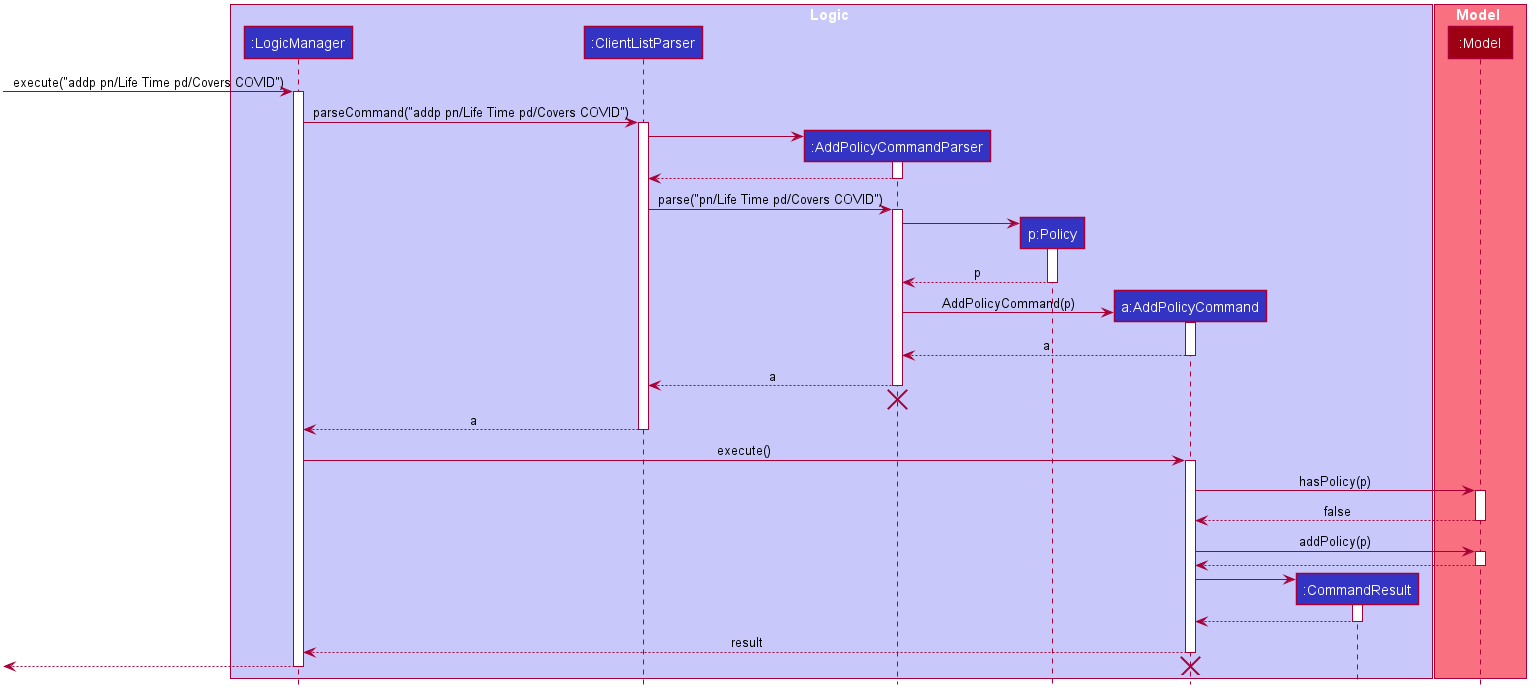 Logic
Model
:LogicManager
:ClientListParser
:Model
execute("addp pn/Life Time pd/Covers COVID")
parseCommand("addp pn/Life Time pd/Covers COVID")
:AddPolicyCommandParser
parse("pn/Life Time pd/Covers COVID")
p:Policy
p
AddPolicyCommand(p)
a:AddPolicyCommand
a
a
a
execute()
hasPolicy(p)
false
addPolicy(p)
:CommandResult
result